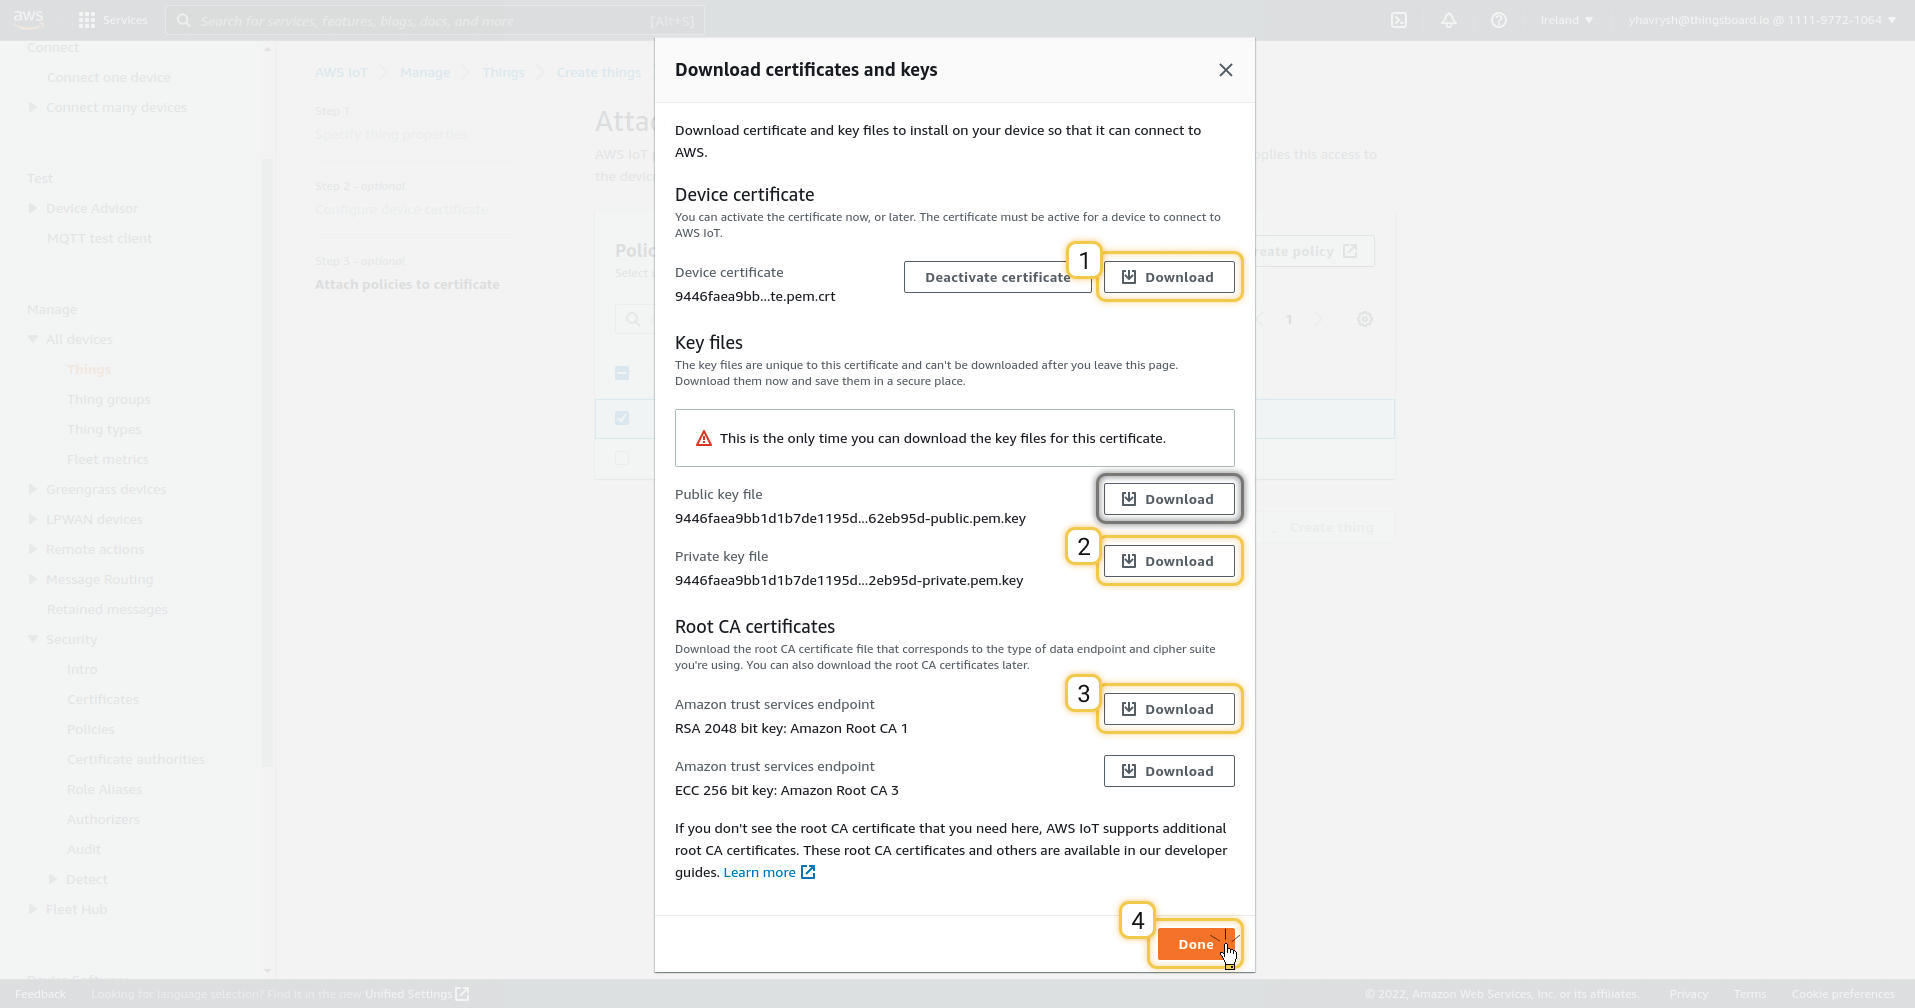 aws
Services
Search for services, features, blogs, docs, and more
[Alt+S]
Ireland
yhavrysh@thingsboard.io @ 1111-9772-1064
Connect
Connect one device
Connect many devices
Test
Device Advisor
MQTT test client
Manage
All devices
Things
Thing groups
Thing types
Fleet metrics
Greengrass devices
LPWAN devices
Remote actions
Message Routing
Retained messages
Security
Intro
Certificates
Policies
Certificate authorities
Role Aliases
Authorizers
Audit
Detect
Fleet Hub
Device Software
AWS IoT
Manage
Things
Create things
Step 1
Specify thing properties
Step 2 - optional
Configure device certificate
Step 3 - optional
Attach policies to certificate
Attac
AWS IoT p
pplies this access to
the device
Polic
Select
reate policy
1
Create thing
Download certificates and keys
Download certificate and key files to install on your device so that it can connect to
AWS.
Device certificate
You can activate the certificate now, or later. The certificate must be active for a device to connect to
AWS IoT.
Device certificate
9446faea9bb...te.pem.crt
Deactivate certificate
1
Download
Key files
The key files are unique to this certificate and can't be downloaded after you leave this page.
Download them now and save them in a secure place.
This is the only time you can download the key files for this certificate.
Public key file
9446faea9bb1d1b7de1195d...62eb95d-public.pem.key
Download
Private key file
9446faea9bb1d1b7de1195d...2eb95d-private.pem.key
2
Download
Root CA certificates
Download the root CA certificate file that corresponds to the type of data endpoint and cipher suite
you're using. You can also download the root CA certificates later.
Amazon trust services endpoint
RSA 2048 bit key: Amazon Root CA 1
3
Download
Amazon trust services endpoint
ECC 256 bit key: Amazon Root CA 3
Download
If you don't see the root CA certificate that you need here, AWS IoT supports additional
root CA certificates. These root CA certificates and others are available in our developer
guides. Learn more
4
Done
Feedback
Looking for language selection? Find it in the new Unified Settings
© 2022, Amazon Web Services, Inc. or its affiliates.
Privacy
Terms
Cookie preferences